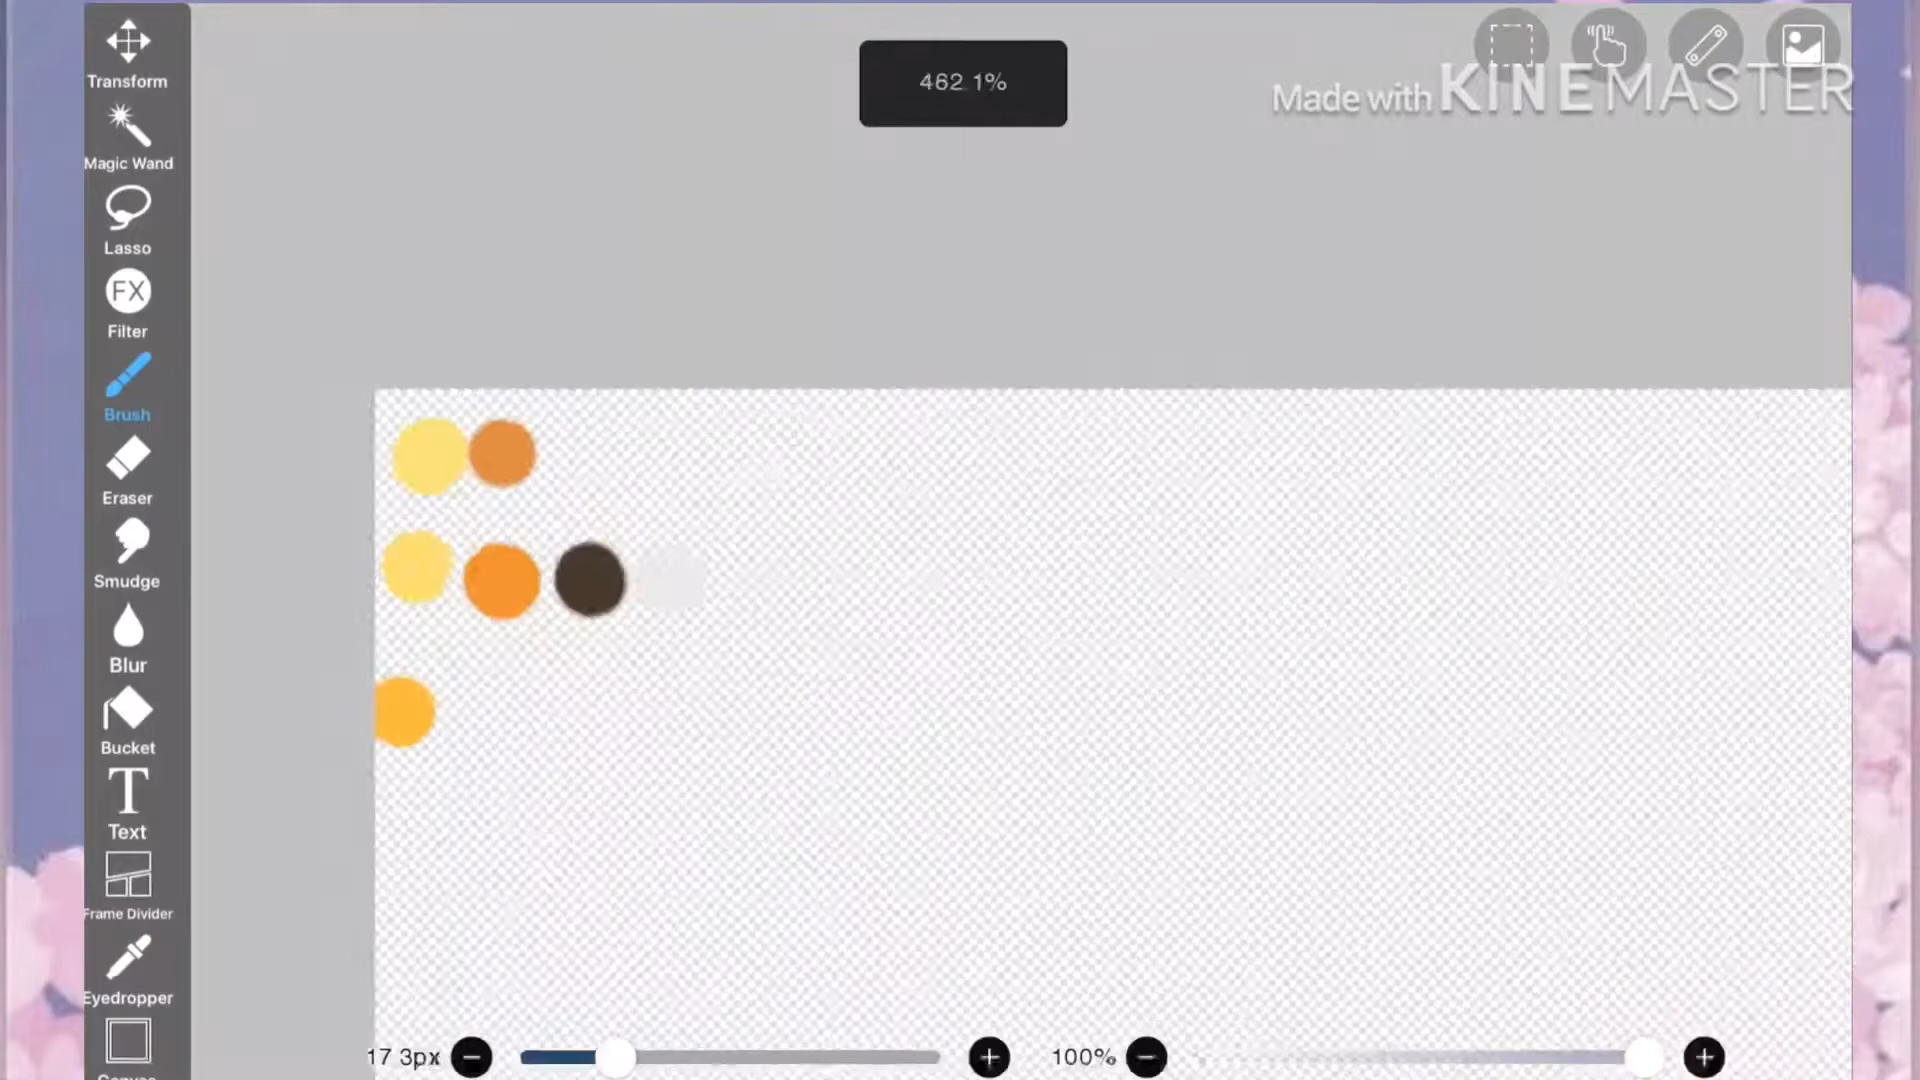 Transform
462.1%
Made with KINEMASTER
Magic Wand
Lasso
FX
Filter
Brush
Eraser
Smudge
Blur
Bucket
T
Text
Frame Divider
Eyedropper
17 3px
100%